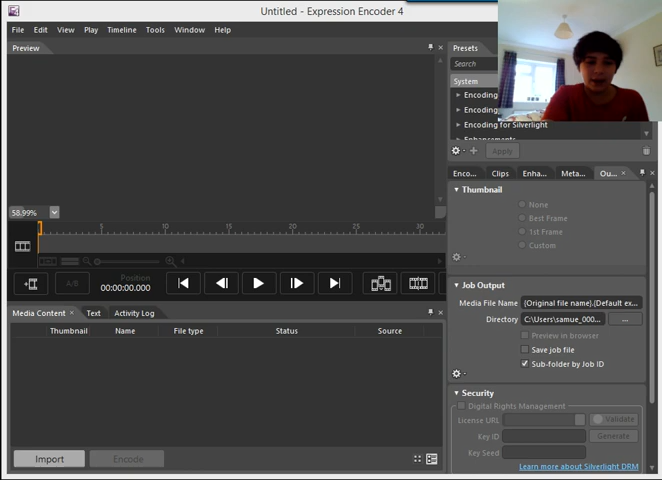 Untitled - Expression Encoder 4
File Edit View Play Timeline Tools Window Help
Preview
Presets
Search
System
Encoding
Encoding
Encoding for Silverlight
Apply
Enco... Clips Enha... Meta... Ou...
Thumbnail
None
Best Frame
1st Frame
Custom
58.99%
5 10 15 20 25 30
A/B
Position
00:00:00.000
Job Output
Media File Name {Original file name}.{Default ex...
Directory C:\Users\samue_000... ...
Preview in browser
Save job file
Sub-folder by Job ID
Media Content Text Activity Log
Thumbnail Name File type Status Source
Security
Digital Rights Management
License URL Validate
Key ID Generate
Key Seed
Learn more about Silverlight DRM
Import Encode